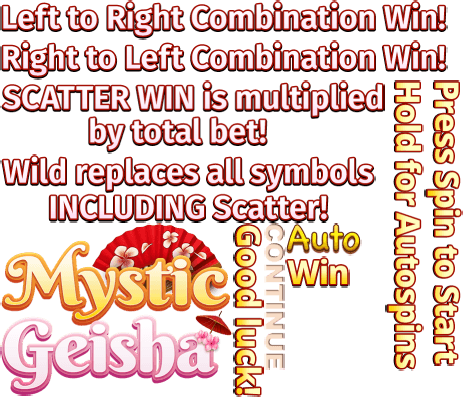 Left to Right Combination Win!
Right to Left Combination Win!
SCATTER WIN is multiplied
by total bet!
Wild replaces all symbols
INCLUDING Scatter!
Press Spin to Start
Hold for Autospins
Mystic
Geisha
CONTINUE
Good luck!
Auto
Win